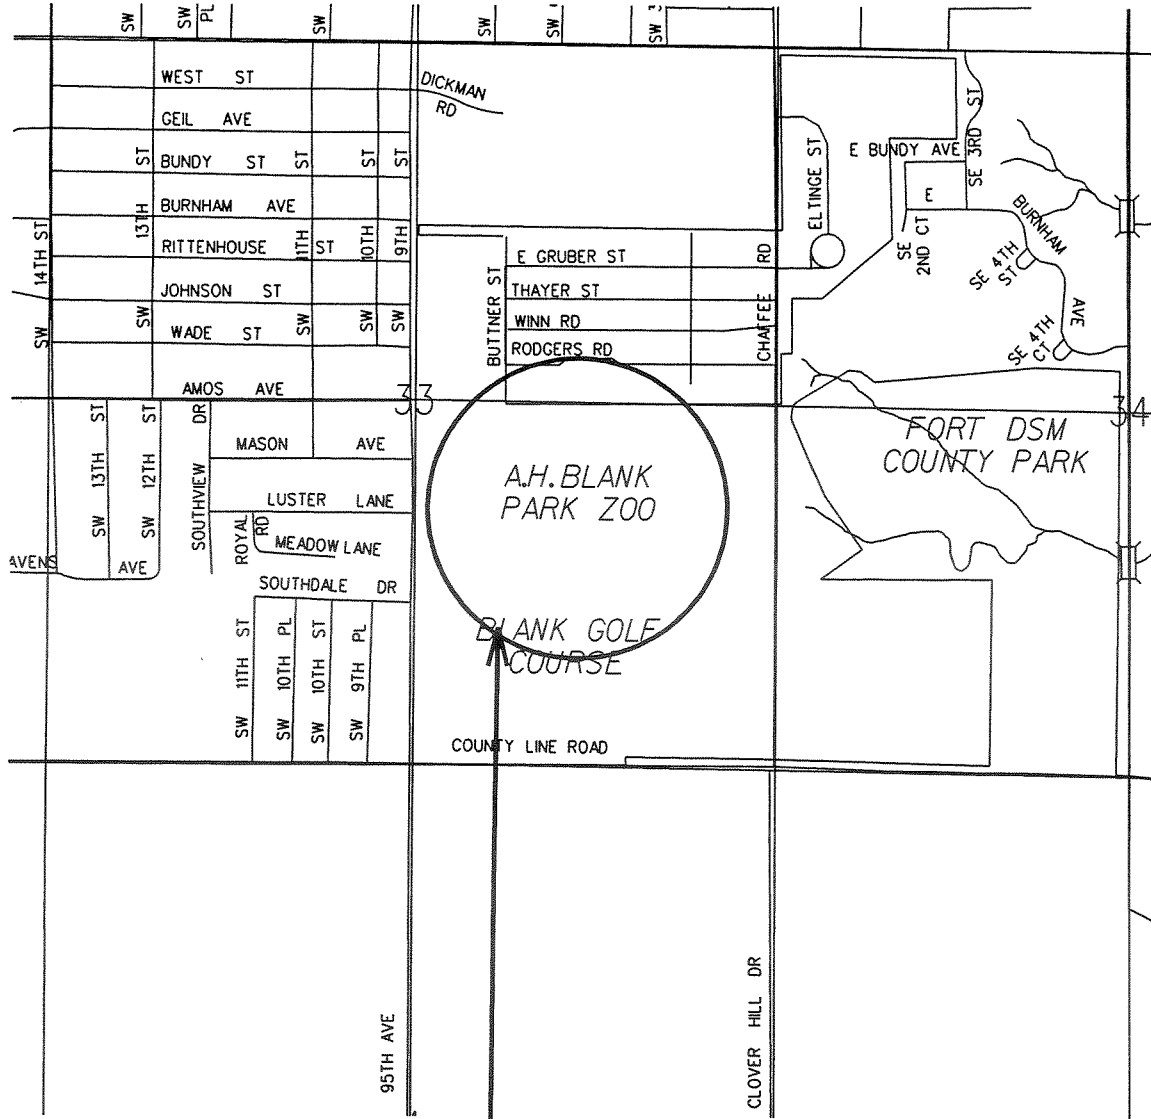 SW
SW
PL
SW
SW
SW
SW 3
WEST ST
DICKMAN
RD
GEIL AVE
13TH ST
BUNDY ST
11TH ST
10TH ST
9TH ST
BURNHAM AVE
RITTENHOUSE ST
14TH ST
JOHNSON ST
SW
SW
SW
SW
SW
WADE ST
AMOS AVE
ELTINGE ST
E BUNDY AVE
SE 3RD ST
E
BURNHAM
AVE
SE
2ND CT
SE 4TH
ST
SE 4TH
CT
BUTTNER ST
E GRUBER ST
THAYER ST
WINN RD
RODGERS RD
CHAFFEE RD
33
34
SW 13TH ST
SW 12TH ST
SOUTHVIEW DR
MASON AVE
LUSTER LANE
ROYAL
RD
MEADOW LANE
AVENS AVE
SOUTHDALE DR
SW 11TH ST
SW 10TH PL
SW 10TH ST
SW 9TH PL
A.H.BLANK
PARK ZOO
BLANK GOLF
COURSE
FORT DSM
COUNTY PARK
COUNTY LINE ROAD
95TH AVE
CLOVER HILL DR